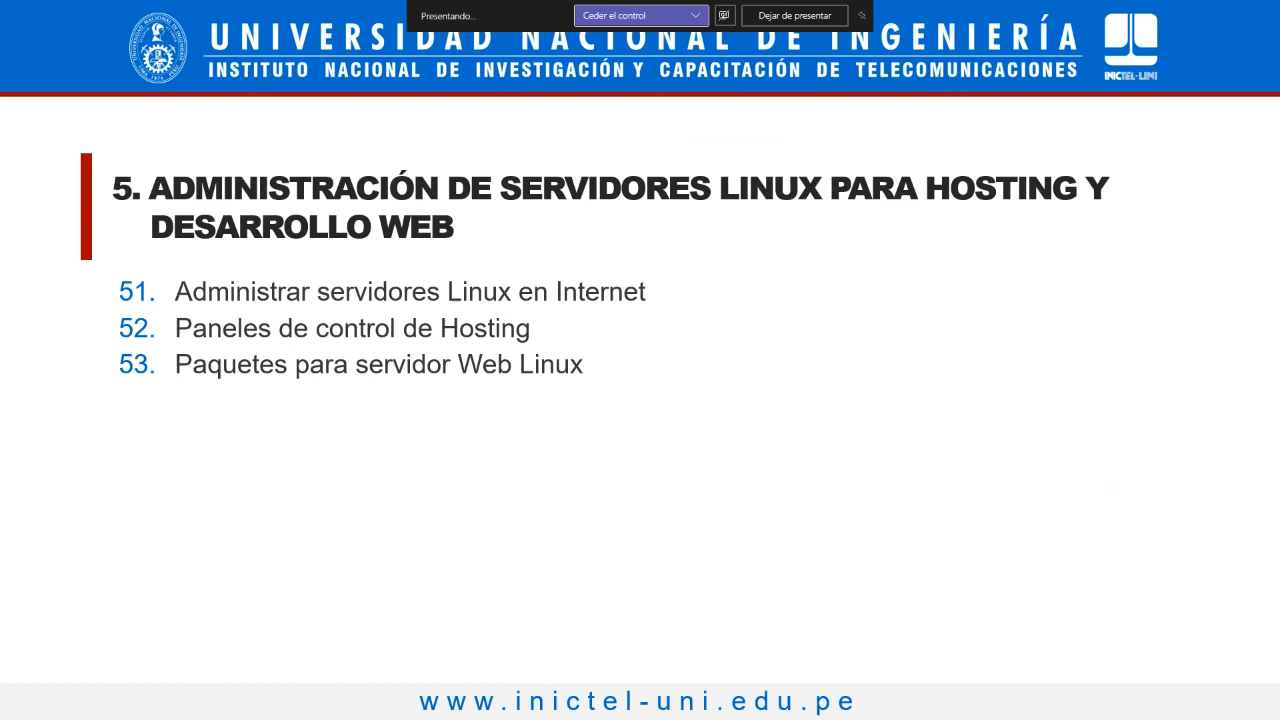 Presentando...
Ceder el control
Dejar de presentar
UNIVERSIDAD NACIONAL DE INGENIERÍA
INSTITUTO NACIONAL DE INVESTIGACIÓN Y CAPACITACIÓN DE TELECOMUNICACIONES
INICTEL-UNI
5. ADMINISTRACIÓN DE SERVIDORES LINUX PARA HOSTING Y
DESARROLLO WEB
51. Administrar servidores Linux en Internet
52. Paneles de control de Hosting
53. Paquetes para servidor Web Linux
www.inictel-uni.edu.pe